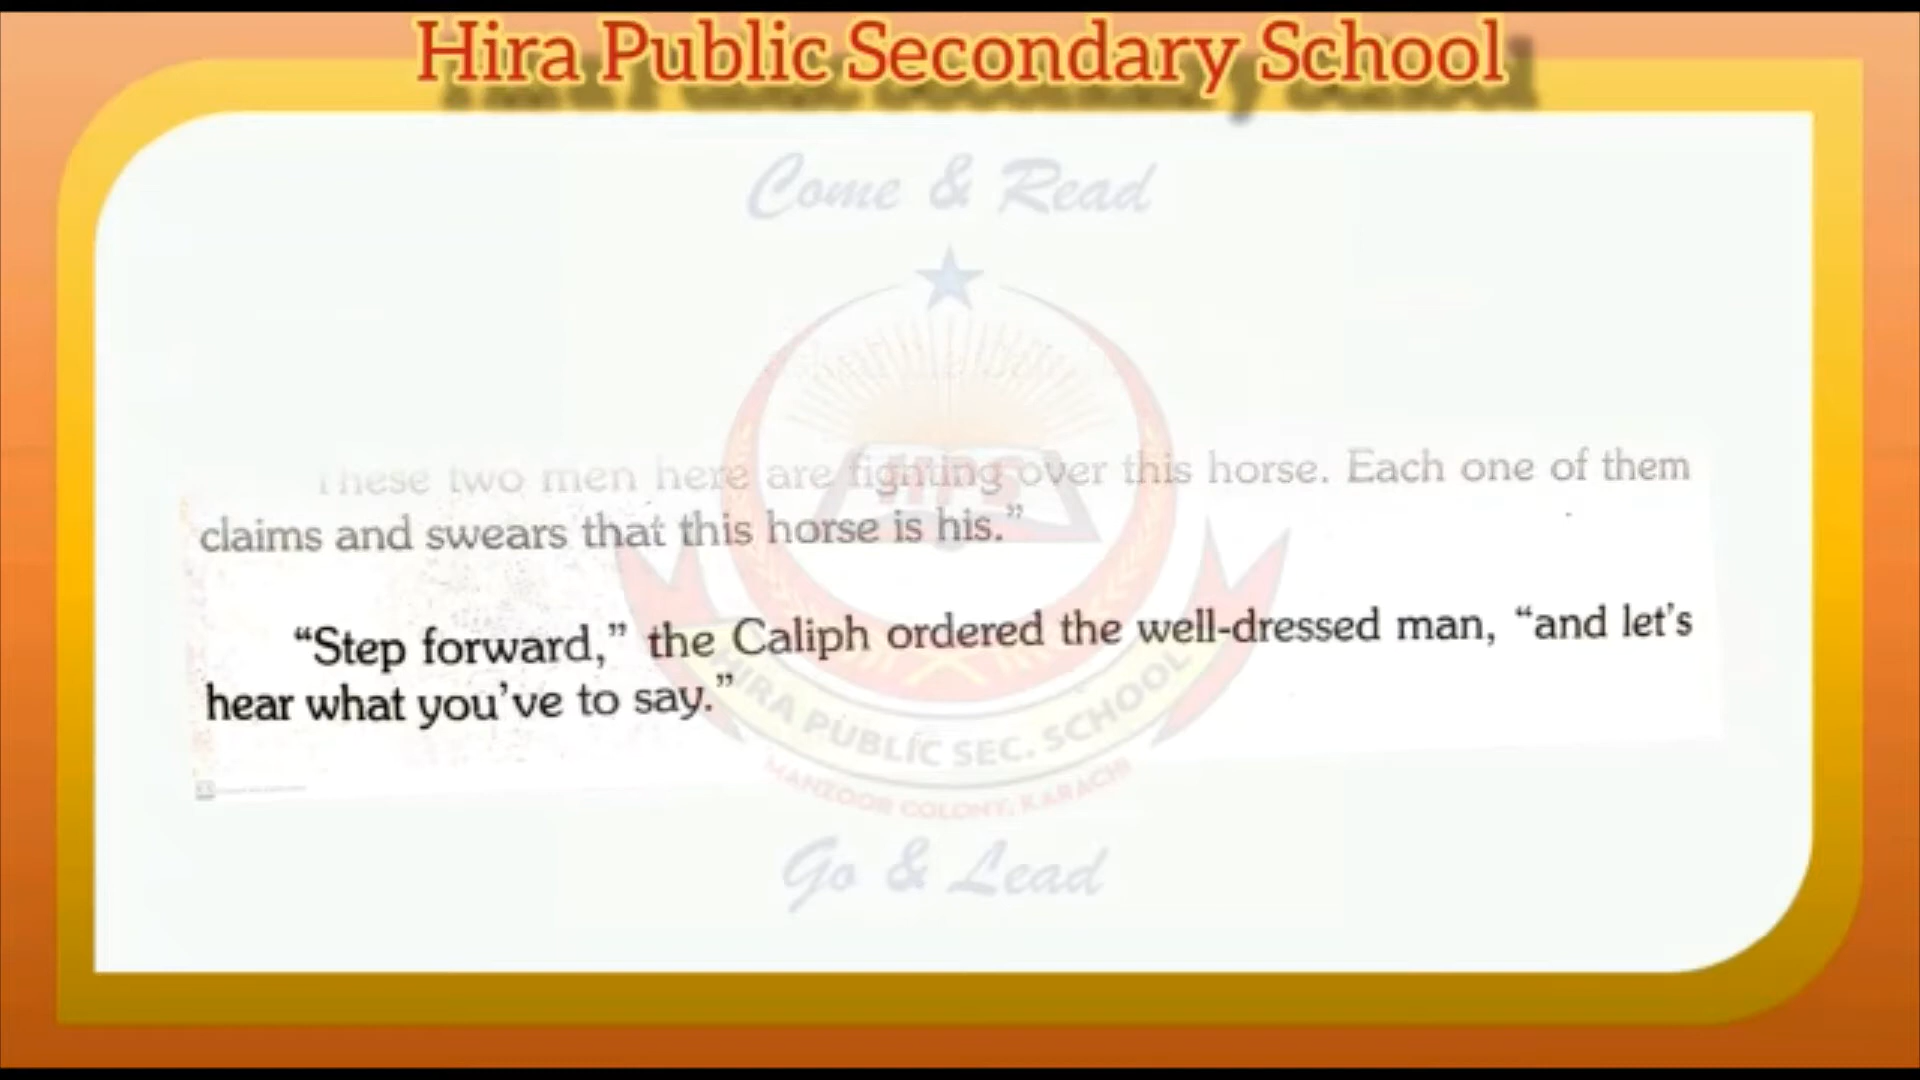 Hira Public Secondary School
Come & Read
These two men here are fighting over this horse. Each one of them
claims and swears that this horse is his.”
“Step forward,” the Caliph ordered the well-dressed man, “and let’s
hear what you’ve to say.”
HPS
HIRA PUBLIC SEC. SCHOOL
MANZOOR COLONY, KARACHI
Go & Lead